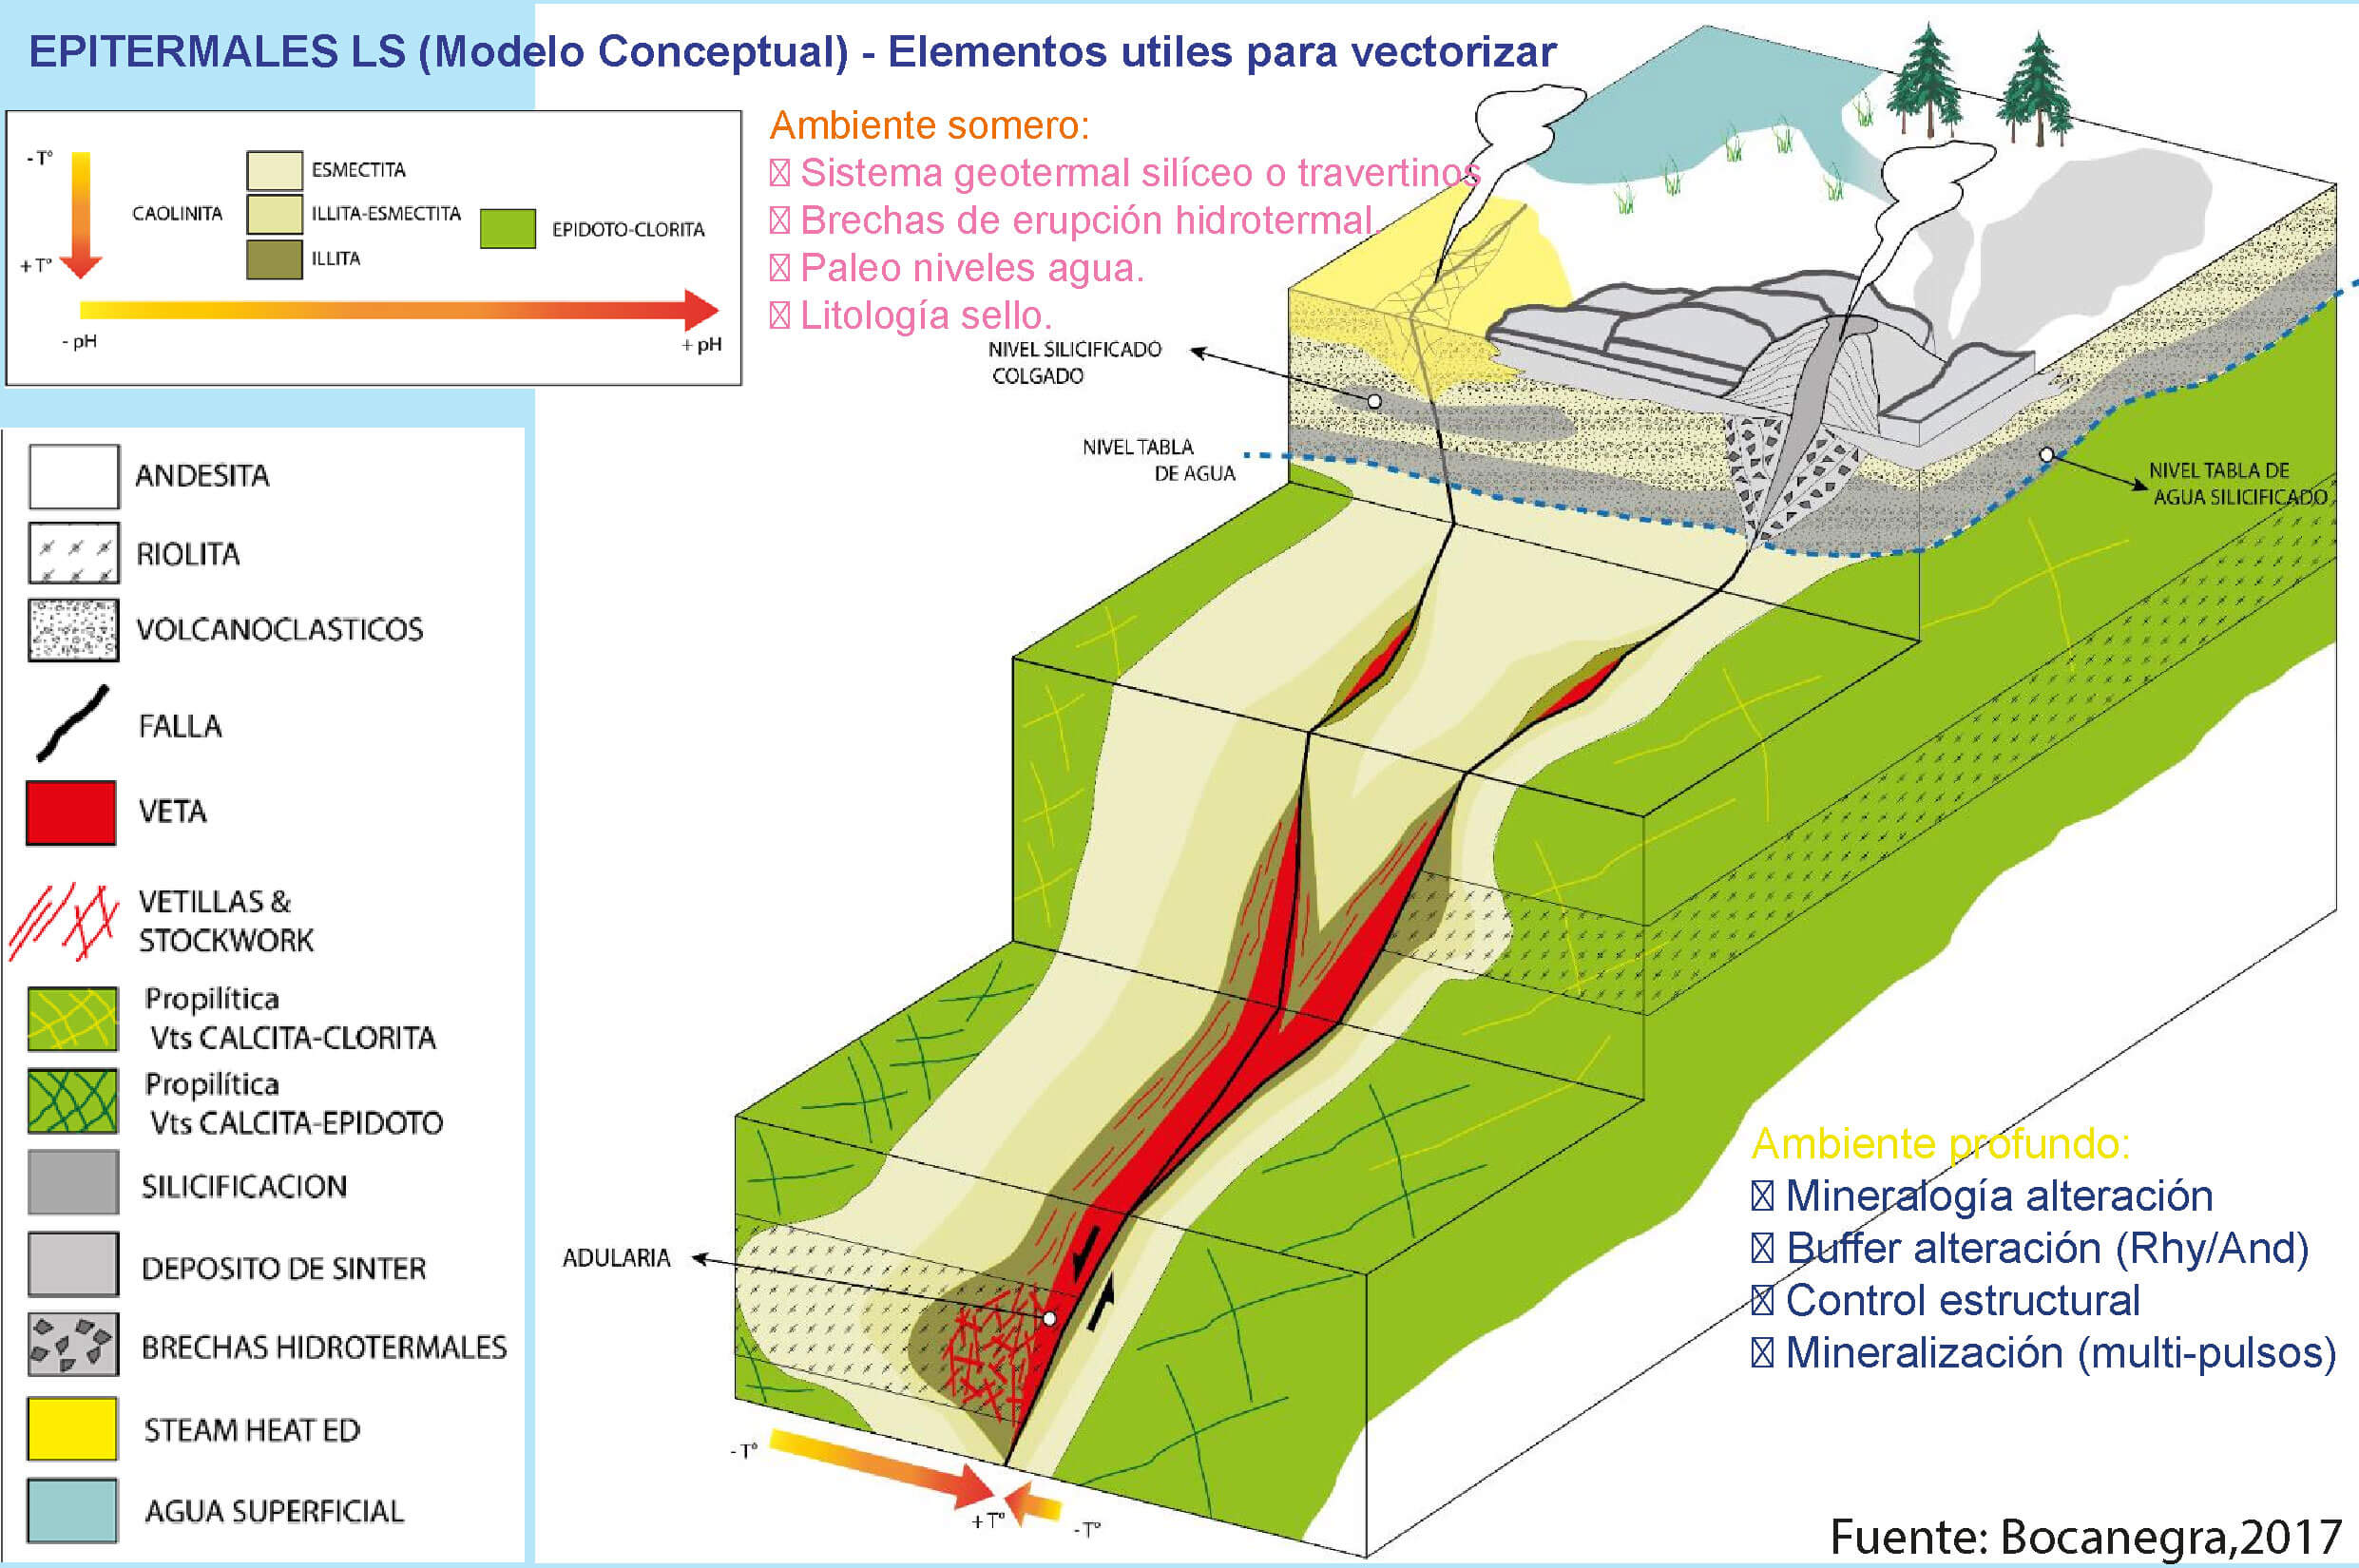 EPITERMALES LS (Modelo Conceptual) - Elementos utiles para vectorizar
- T°
+ T°
CAOLINITA
ESMECTITA
ILLITA-ESMECTITA
ILLITA
EPIDOTO-CLORITA
- pH
+ pH
Ambiente somero:
Sistema geotermal silíceo o travertinos
Brechas de erupción hidrotermal.
Paleo niveles agua.
Litología sello.
NIVEL SILICIFICADO
COLGADO
NIVEL TABLA
DE AGUA
NIVEL TABLA DE
AGUA SILICIFICADO
ANDESITA
RIOLITA
VOLCANOCLASTICOS
FALLA
VETA
VETILLAS &
STOCKWORK
Propilítica
Vts CALCITA-CLORITA
Propilítica
Vts CALCITA-EPIDOTO
SILICIFICACION
DEPOSITO DE SINTER
BRECHAS HIDROTERMALES
STEAM HEAT ED
AGUA SUPERFICIAL
ADULARIA
- T°
+ T°
- T°
Ambiente profundo:
Mineralogía alteración
Buffer alteración (Rhy/And)
Control estructural
Mineralización (multi-pulsos)
Fuente: Bocanegra,2017